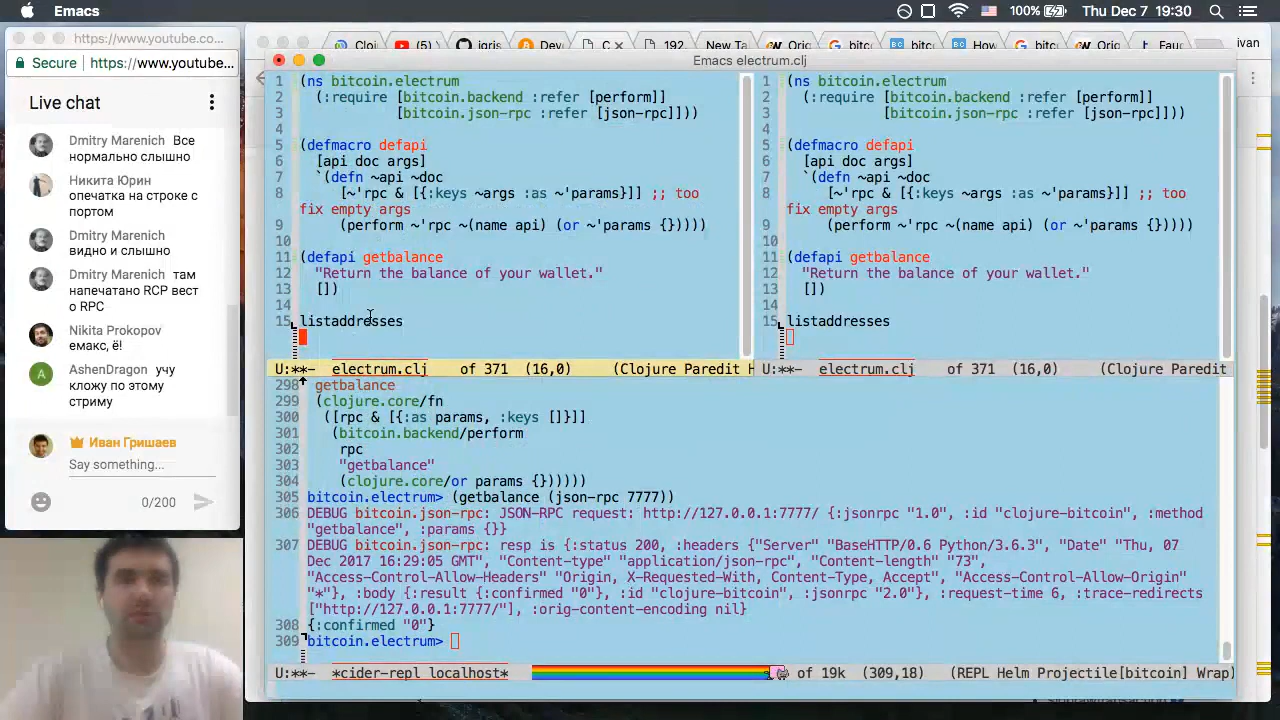 Emacs
100%
Thu Dec 7 19:30
https://www.youtube.co...
Secure
https://www.youtube...
Live chat
Dmitry Marenich Все
нормально слышно
Никита Юрин
опечатка на строке с
портом
Dmitry Marenich
видно и слышно
Dmitry Marenich там
напечатано RCP вест
о RPC
Nikita Prokopov
емакс, ё!
AshenDragon учу
кложу по этому
стриму
Иван Гришаев
Say something...
0/200
Cloj
(5)
igris
Dev
C
192.
New Ta
Orig
bitc
Hov
bitc
Orig
bitc
Fauc
ivan
Emacs electrum.clj
1 (ns bitcoin.electrum
2 (:require [bitcoin.backend :refer [perform]]
3 [bitcoin.json-rpc :refer [json-rpc]]))
4
5 (defmacro defapi
6 [api doc args]
7 `(defn ~api ~doc
8 [~'rpc & [{:keys ~args :as ~'params}]] ;; too
fix empty args
9 (perform ~'rpc ~(name api) (or ~'params {}))))
10
11 (defapi getbalance
12 "Return the balance of your wallet."
13 [])
14
15 listaddresses
U:**- electrum.clj of 371 (16,0) (Clojure Paredit H
1 (ns bitcoin.electrum
2 (:require [bitcoin.backend :refer [perform]]
3 [bitcoin.json-rpc :refer [json-rpc]]))
4
5 (defmacro defapi
6 [api doc args]
7 `(defn ~api ~doc
8 [~'rpc & [{:keys ~args :as ~'params}]] ;; too
fix empty args
9 (perform ~'rpc ~(name api) (or ~'params {}))))
10
11 (defapi getbalance
12 "Return the balance of your wallet."
13 [])
14
15 listaddresses
U:**- electrum.clj of 371 (16,0) (Clojure Paredit
298 getbalance
299 (clojure.core/fn
300 ([rpc & [{:as params, :keys []}]]
301 (bitcoin.backend/perform
302 rpc
303 "getbalance"
304 (clojure.core/or params {})))))
305 bitcoin.electrum> (getbalance (json-rpc 7777))
306 DEBUG bitcoin.json-rpc: JSON-RPC request: http://127.0.0.1:7777/ {:jsonrpc "1.0", :id "clojure-bitcoin", :method
"getbalance", :params {}}
307 DEBUG bitcoin.json-rpc: resp is {:status 200, :headers {"Server" "BaseHTTP/0.6 Python/3.6.3", "Date" "Thu, 07
Dec 2017 16:29:05 GMT", "Content-type" "application/json-rpc", "Content-length" "73",
"Access-Control-Allow-Headers" "Origin, X-Requested-With, Content-Type, Accept", "Access-Control-Allow-Origin"
"*"}, :body {:result {:confirmed "0"}, :id "clojure-bitcoin", :jsonrpc "2.0"}, :request-time 6, :trace-redirects
["http://127.0.0.1:7777/"], :orig-content-encoding nil}
308 {:confirmed "0"}
309 bitcoin.electrum>
U:**- *cider-repl localhost* of 19k (309,18) (REPL Helm Projectile[bitcoin] Wrap)